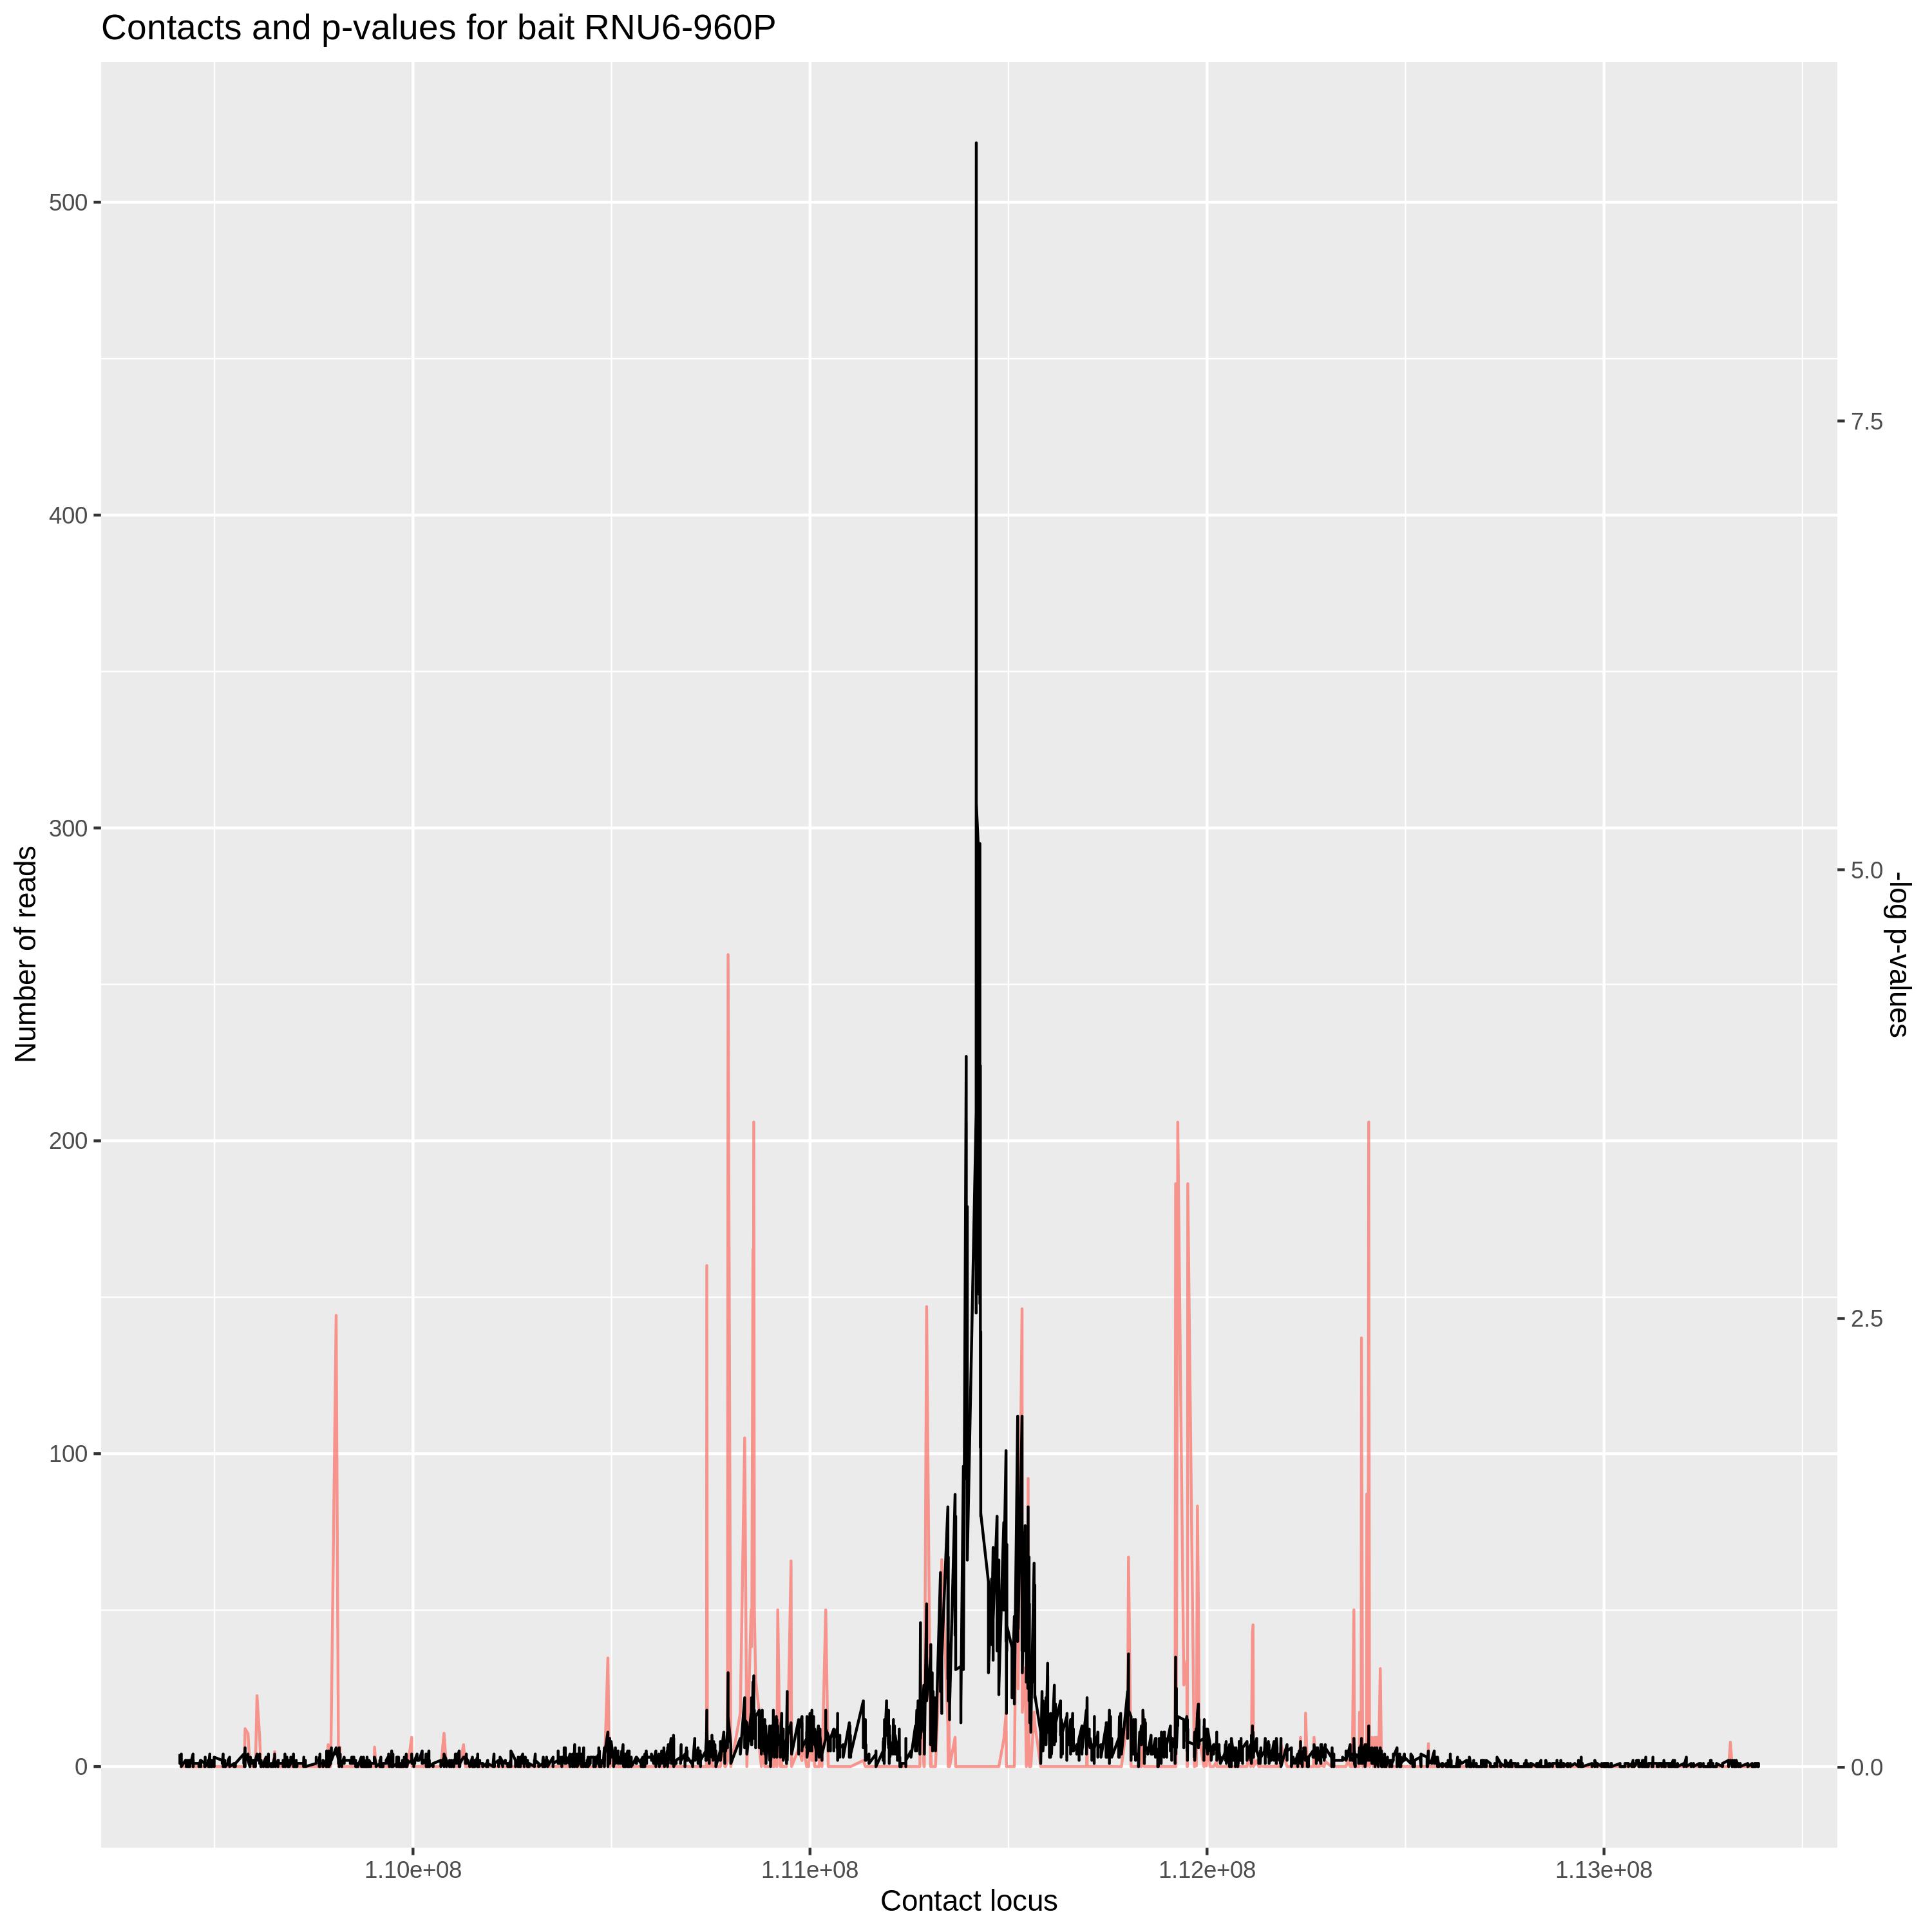 Contacts and p-values for bait RNU6-960P
500
400
300
200
100
0
Number of reads
7.5
5.0
2.5
0.0
-log p-values
1.10e+08
1.11e+08
1.12e+08
1.13e+08
Contact locus